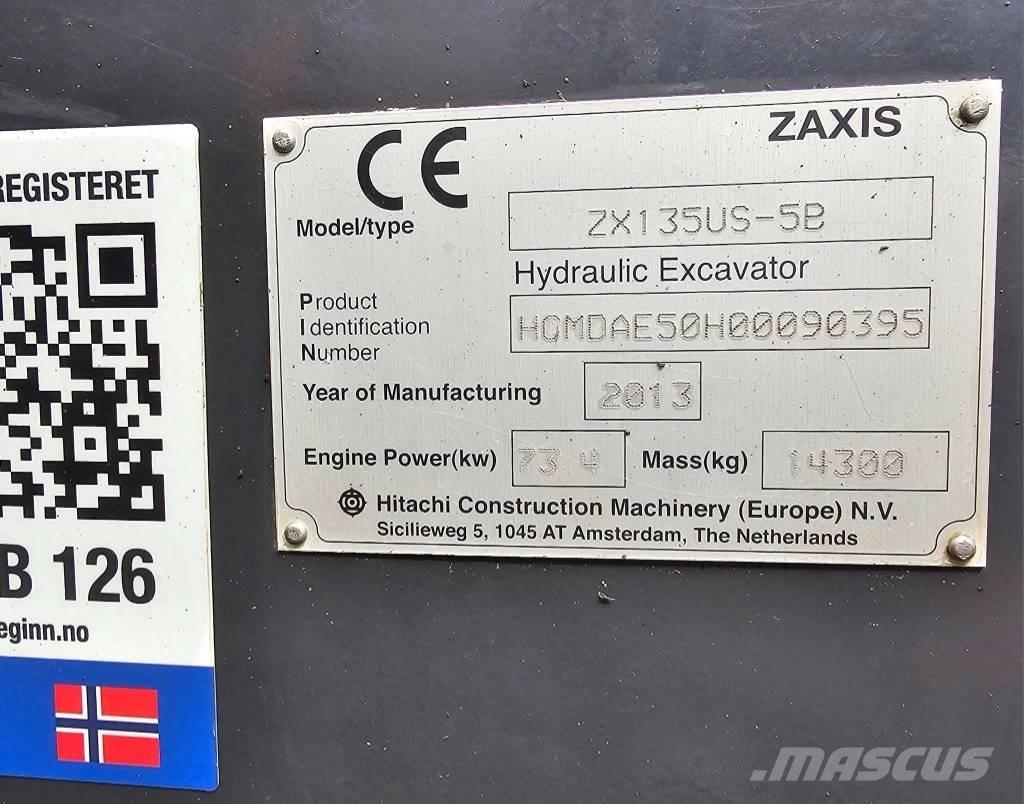 REGISTERET
B 126
eginn.no
CE
ZAXIS
Model/type
ZX135US-5B
Hydraulic Excavator
Product
Identification
Number
HCMDAE50H00090395
Year of Manufacturing
2013
Engine Power(kw)
73.4
Mass(kg)
14300
Hitachi Construction Machinery (Europe) N.V.
Sicilieweg 5, 1045 AT Amsterdam, The Netherlands
.MASCUS